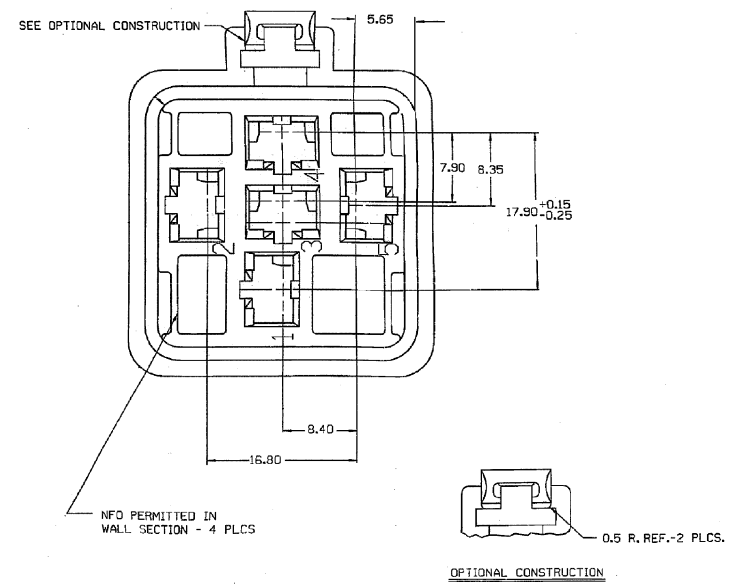 SEE OPTIONAL CONSTRUCTION
5.65
7.90
8.35
17.90 +0.15
-0.25
4
2
3
5
1
8.40
16.80
NFO PERMITTED IN
WALL SECTION - 4 PLCS
0.5 R. REF.-2 PLCS.
OPTIONAL CONSTRUCTION